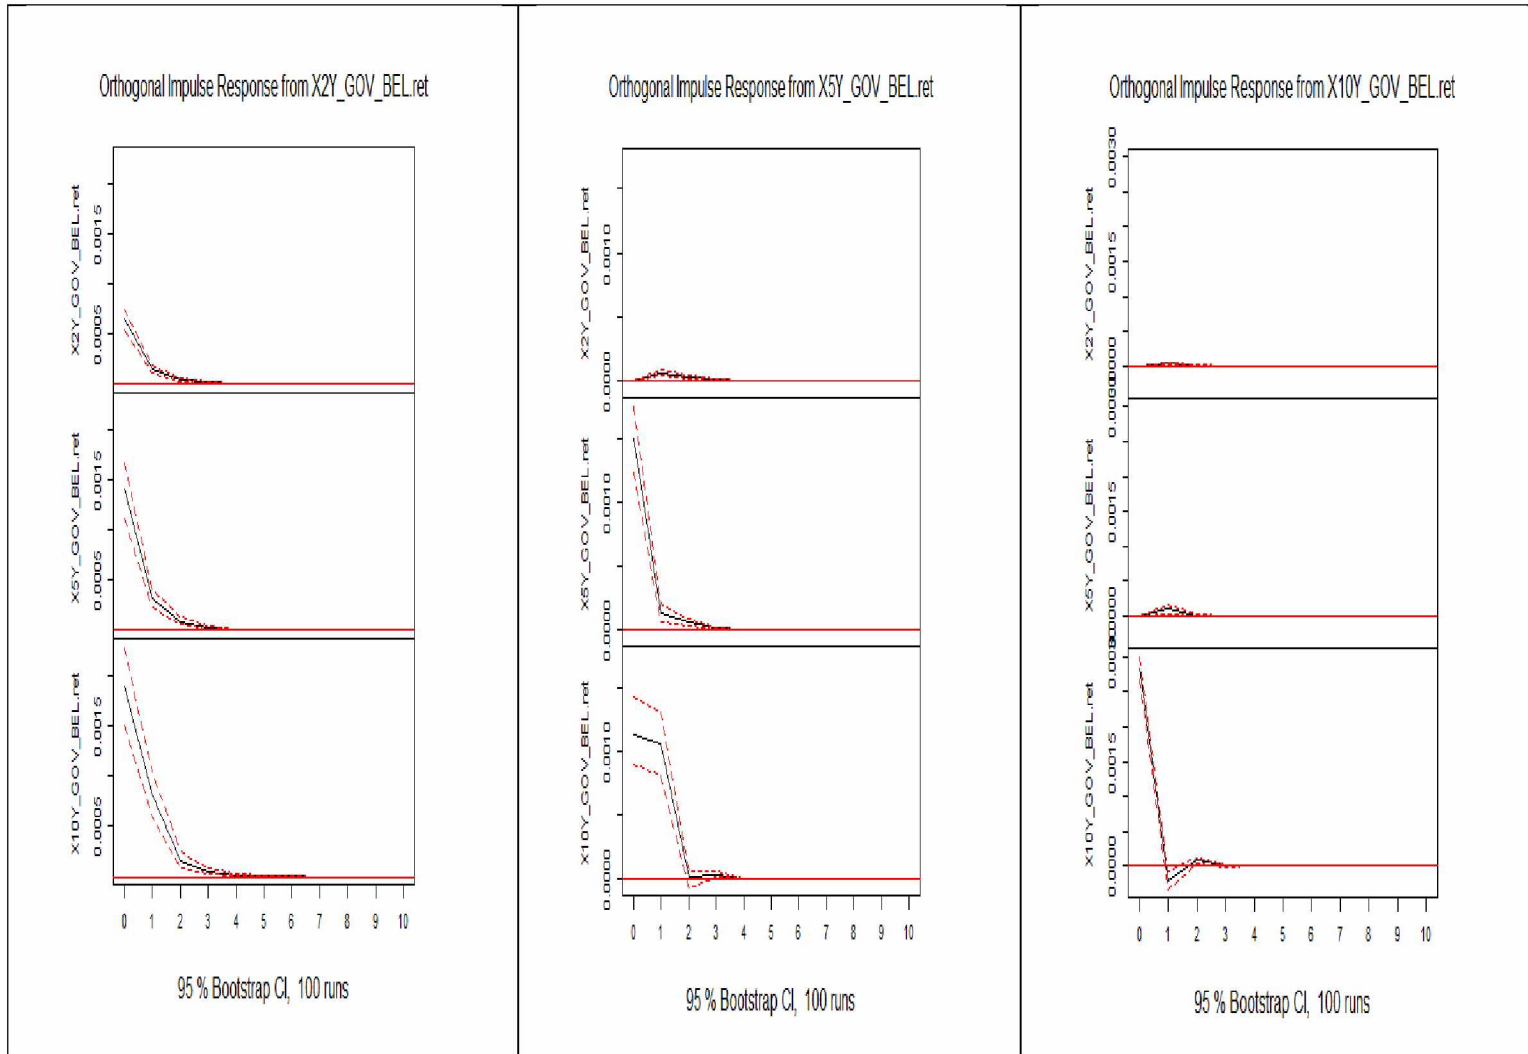 Orthogonal Impulse Response from X2Y_GOV_BEL.ret
X2Y_GOV_BEL.ret
0.0005 0.0015
X5Y_GOV_BEL.ret
0.0005 0.0015
X10Y_GOV_BEL.ret
0.0005 0.0015
0 1 2 3 4 5 6 7 8 9 10
95 % Bootstrap CI, 100 runs
Orthogonal Impulse Response from X5Y_GOV_BEL.ret
X2Y_GOV_BEL.ret
0.0000 0.0010
X5Y_GOV_BEL.ret
0.0000 0.0010
X10Y_GOV_BEL.ret
0.0000 0.0010
0 1 2 3 4 5 6 7 8 9 10
95 % Bootstrap CI, 100 runs
Orthogonal Impulse Response from X10Y_GOV_BEL.ret
X2Y_GOV_BEL.ret
0.0015 0.0030
X5Y_GOV_BEL.ret
0.0015
X10Y_GOV_BEL.ret
0.0000 0.0015
0 1 2 3 4 5 6 7 8 9 10
95 % Bootstrap CI, 100 runs